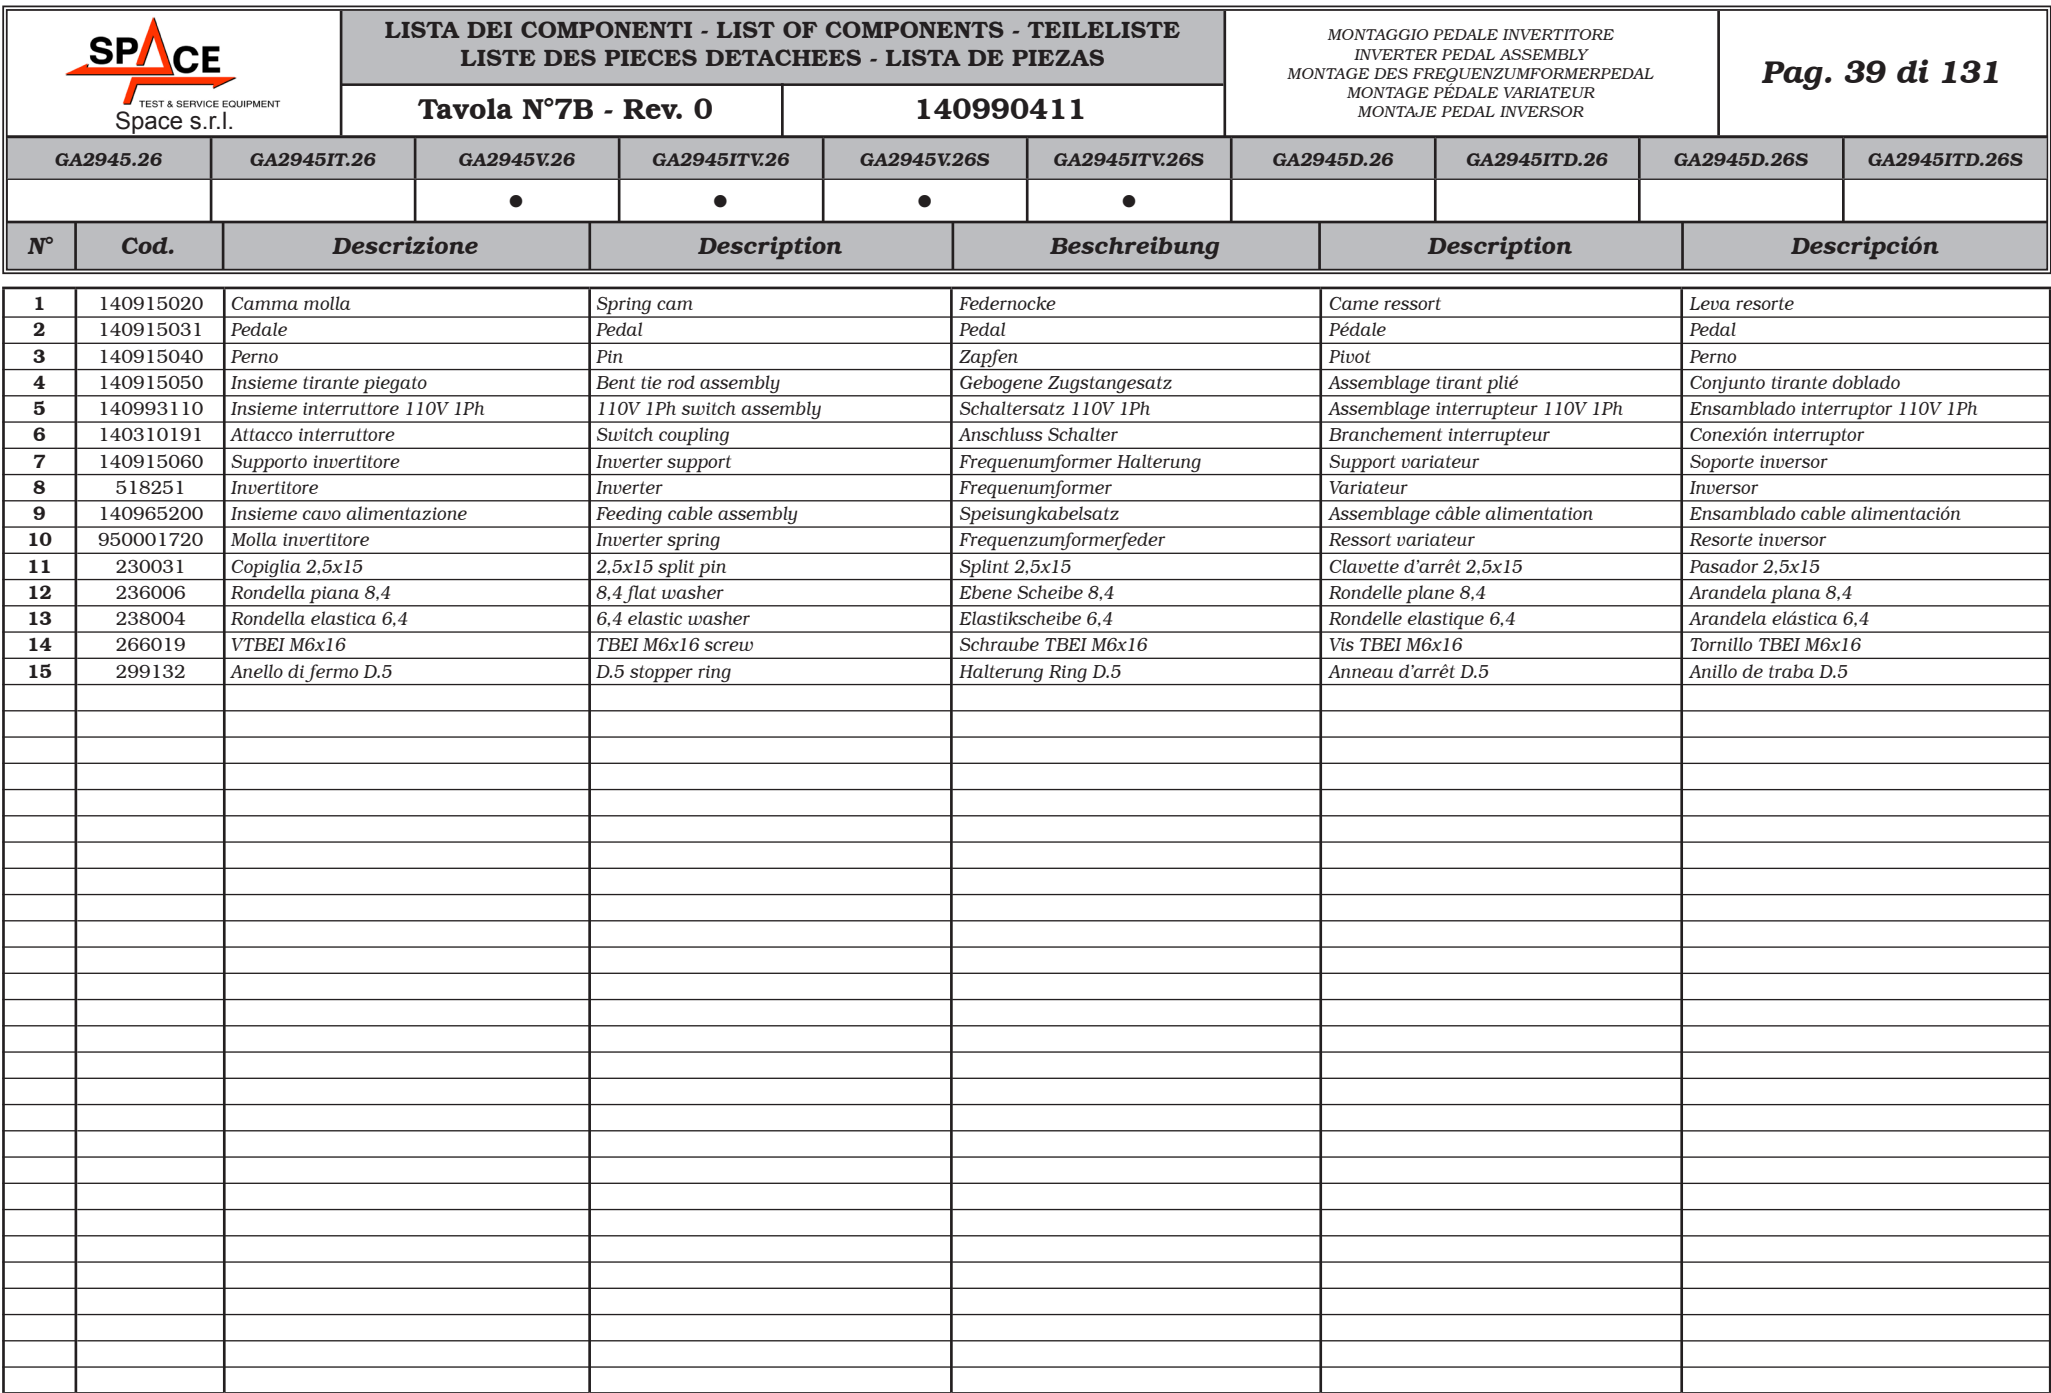 SPACE
TEST & SERVICE EQUIPMENT
Space s.r.l.
LISTA DEI COMPONENTI - LIST OF COMPONENTS - TEILELISTE
LISTE DES PIECES DETACHEES - LISTA DE PIEZAS
Tavola N°7B - Rev. 0 140990411
MONTAGGIO PEDALE INVERTITORE
INVERTER PEDAL ASSEMBLY
MONTAGE DES FREQUENZUMFORMERPEDAL
MONTAGE PÉDALE VARIATEUR
MONTAJE PEDAL INVERSOR
Pag. 39 di 131
GA2945.26 GA2945IT.26 GA2945V.26 GA2945ITV.26 GA2945V.26S GA2945ITV.26S GA2945D.26 GA2945ITD.26 GA2945D.26S GA2945ITD.26S
● ● ● ●
N° Cod. Descrizione Description Beschreibung Description Descripción
1 140915020 Camma molla Spring cam Federnocke Came ressort Leva resorte
2 140915031 Pedale Pedal Pedal Pédale Pedal
3 140915040 Perno Pin Zapfen Pivot Perno
4 140915050 Insieme tirante piegato Bent tie rod assembly Gebogene Zugstangesatz Assemblage tirant plié Conjunto tirante doblado
5 140993110 Insieme interruttore 110V 1Ph 110V 1Ph switch assembly Schaltersatz 110V 1Ph Assemblage interrupteur 110V 1Ph Ensamblado interruptor 110V 1Ph
6 140310191 Attacco interruttore Switch coupling Anschluss Schalter Branchement interrupteur Conexión interruptor
7 140915060 Supporto invertitore Inverter support Frequenumformer Halterung Support variateur Soporte inversor
8 518251 Invertitore Inverter Frequenumformer Variateur Inversor
9 140965200 Insieme cavo alimentazione Feeding cable assembly Speisungkabelsatz Assemblage câble alimentation Ensamblado cable alimentación
10 950001720 Molla invertitore Inverter spring Frequenzumformerfeder Ressort variateur Resorte inversor
11 230031 Copiglia 2,5x15 2,5x15 split pin Splint 2,5x15 Clavette d'arrêt 2,5x15 Pasador 2,5x15
12 236006 Rondella piana 8,4 8,4 flat washer Ebene Scheibe 8,4 Rondelle plane 8,4 Arandela plana 8,4
13 238004 Rondella elastica 6,4 6,4 elastic washer Elastikscheibe 6,4 Rondelle elastique 6,4 Arandela elástica 6,4
14 266019 VTBEI M6x16 TBEI M6x16 screw Schraube TBEI M6x16 Vis TBEI M6x16 Tornillo TBEI M6x16
15 299132 Anello di fermo D.5 D.5 stopper ring Halterung Ring D.5 Anneau d'arrêt D.5 Anillo de traba D.5